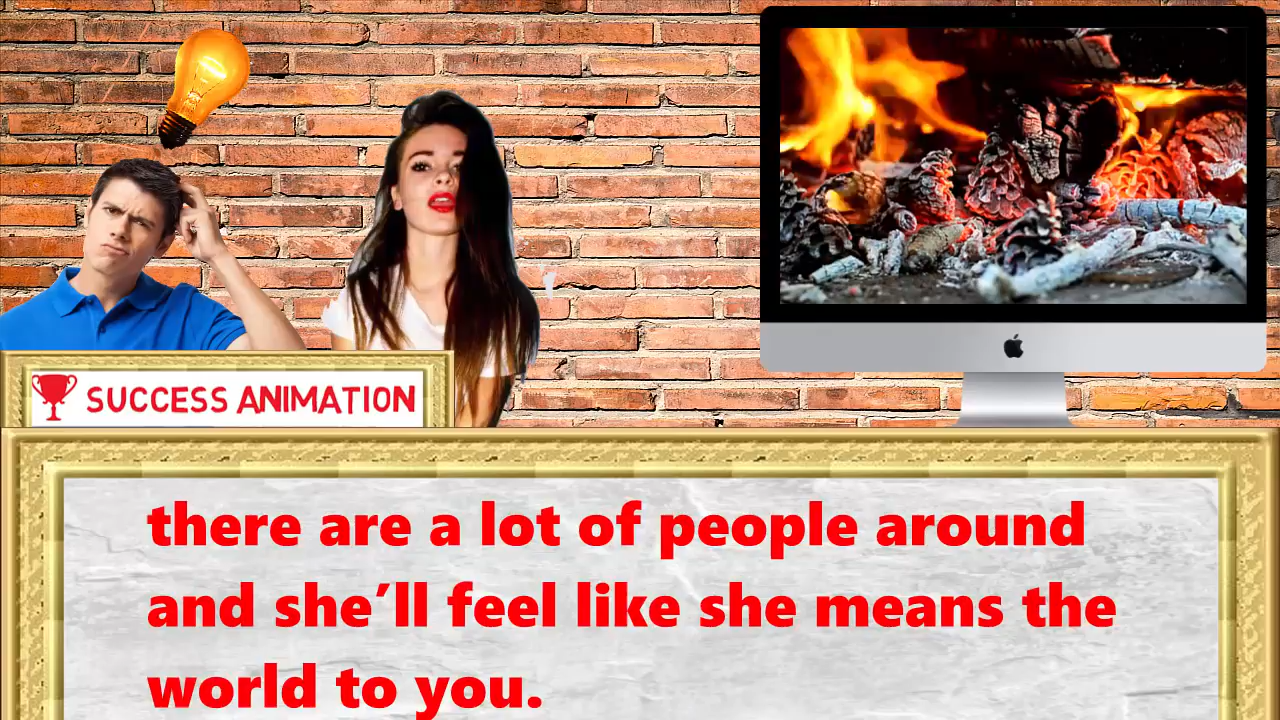 SUCCESS ANIMATION
there are a lot of people around
and she’ll feel like she means the
world to you.